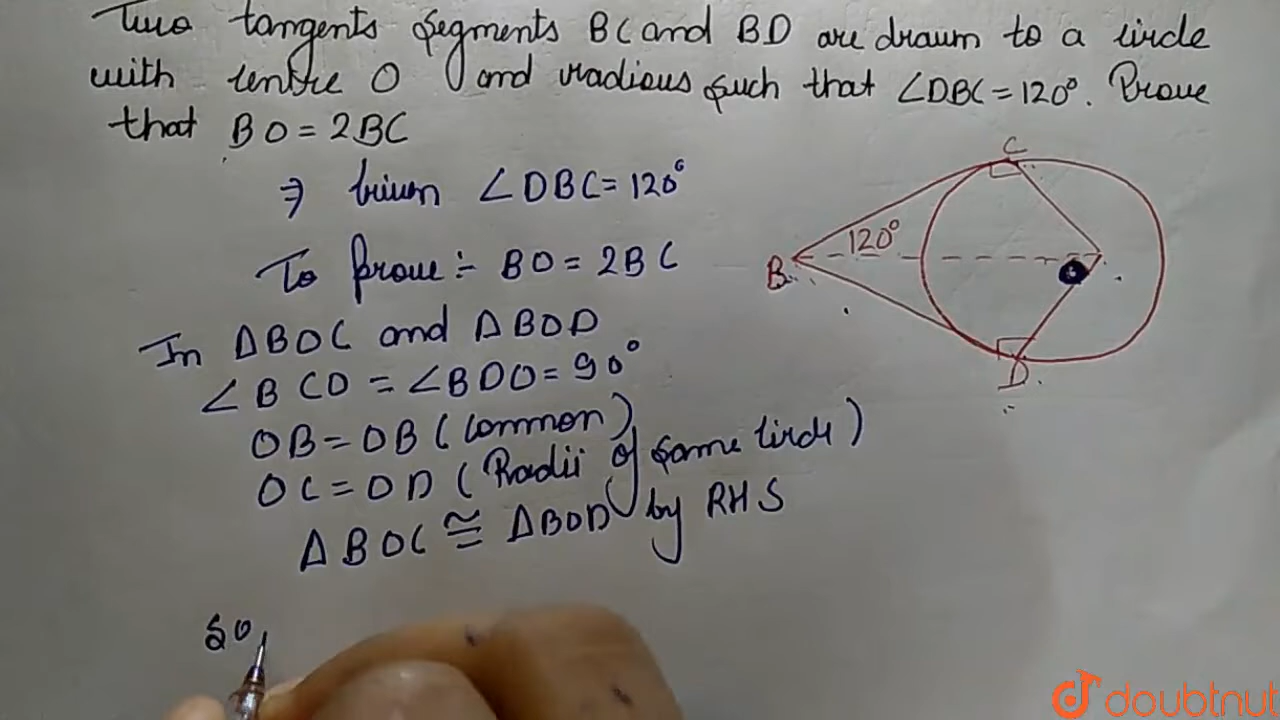 Two tangents segments BC and BD are drawn to a circle
with centre O and radious such that ∠DBC = 120°. Prove
that BO = 2BC
⇒ Given ∠DBC = 120°
To Prove :- BO = 2BC
In ΔBOC and ΔBOD
∠BCO = ∠BDO = 90°
OB = OB (Common)
OC = OD (Radii of same circle)
ΔBOC ≅ ΔBOD by RHS
So,
C
120°
B
O
D
doubtnut